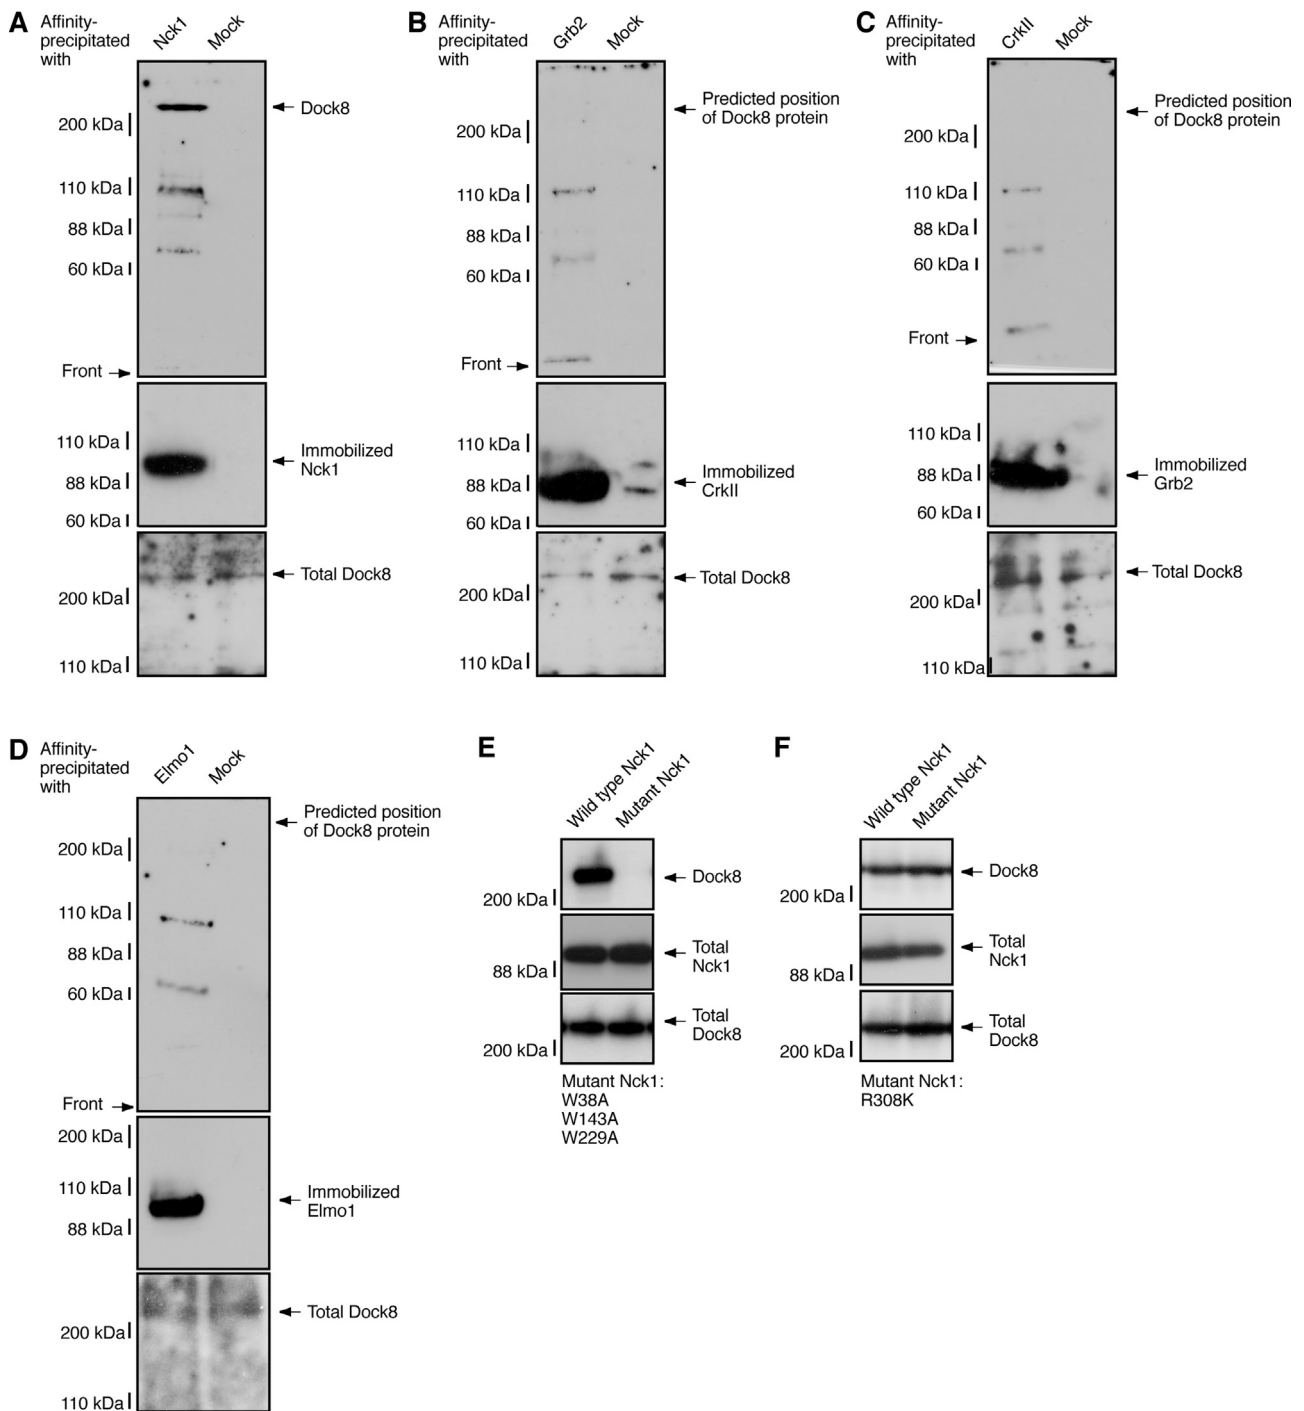 A
Affinity-
precipitated
with
Nck1
Mock
Dock8
200 kDa
110 kDa
88 kDa
60 kDa
Front
110 kDa
Immobilized
Nck1
88 kDa
60 kDa
Total Dock8
200 kDa
110 kDa
B
Affinity-
precipitated
with
Grb2
Mock
Predicted position
of Dock8 protein
200 kDa
110 kDa
88 kDa
60 kDa
Front
110 kDa
Immobilized
CrkII
88 kDa
60 kDa
Total Dock8
200 kDa
110 kDa
C
Affinity-
precipitated
with
CrkII
Mock
Predicted position
of Dock8 protein
200 kDa
110 kDa
88 kDa
60 kDa
Front
110 kDa
Immobilized
Grb2
88 kDa
60 kDa
Total Dock8
200 kDa
110 kDa
D
Affinity-
precipitated
with
Elmo1
Mock
Predicted position
of Dock8 protein
200 kDa
110 kDa
88 kDa
60 kDa
Front
200 kDa
110 kDa
Immobilized
Elmo1
88 kDa
Total Dock8
200 kDa
110 kDa
E
Wild type Nck1
Mutant Nck1
Dock8
200 kDa
Total
Nck1
88 kDa
Total
Dock8
200 kDa
Mutant Nck1:
W38A
W143A
W229A
F
Wild type Nck1
Mutant Nck1
Dock8
200 kDa
Total
Nck1
88 kDa
Total
Dock8
200 kDa
Mutant Nck1:
R308K